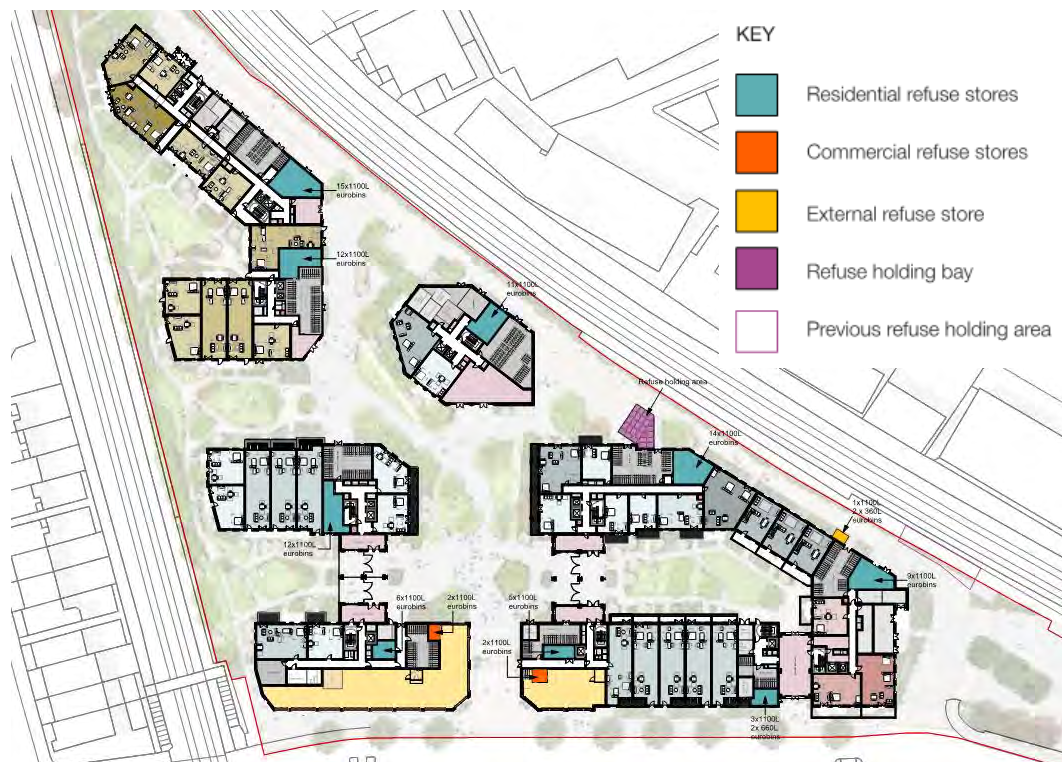 KEY
Residential refuse stores
Commercial refuse stores
External refuse store
Refuse holding bay
Previous refuse holding area
15x1100L
eurobins
12x1100L
eurobins
11x1100L
eurobins
Refuse holding area
14x1100L
eurobins
1x1100L
2 x 360L
eurobins
12x1100L
eurobins
9x1100L
eurobins
6x1100L
eurobins
2x1100L
eurobins
5x1100L
eurobins
2x1100L
eurobins
3x1100L
2x 660L
eurobins